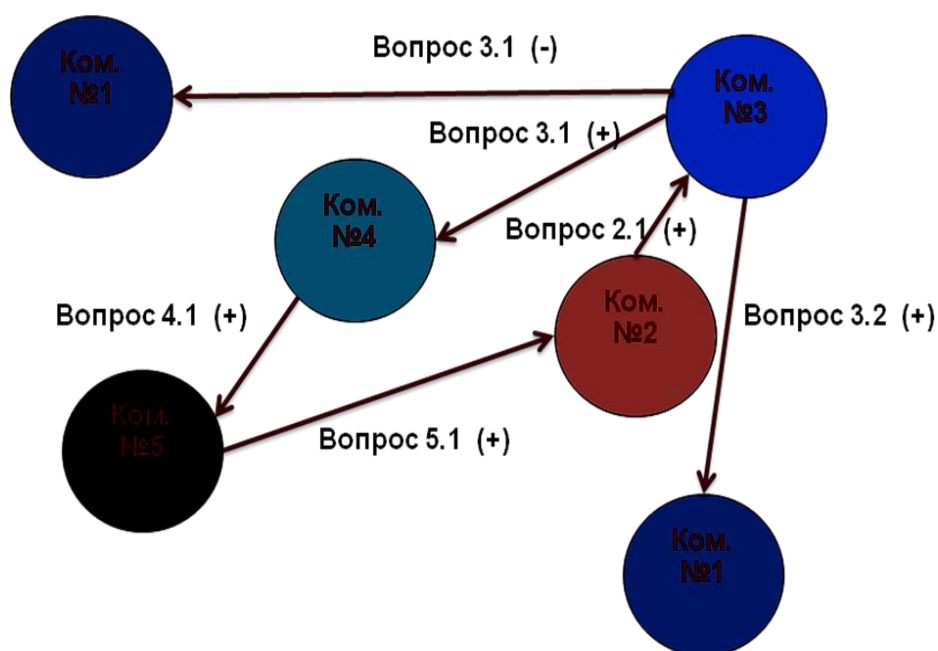 Вопрос 3.1 (-)
Ком.
№1
Ком.
№3
Вопрос 3.1 (+)
Ком.
№4
Вопрос 2.1 (+)
Вопрос 4.1 (+)
Ком.
№2
Вопрос 3.2 (+)
Ком.
№5
Вопрос 5.1 (+)
Ком.
№1